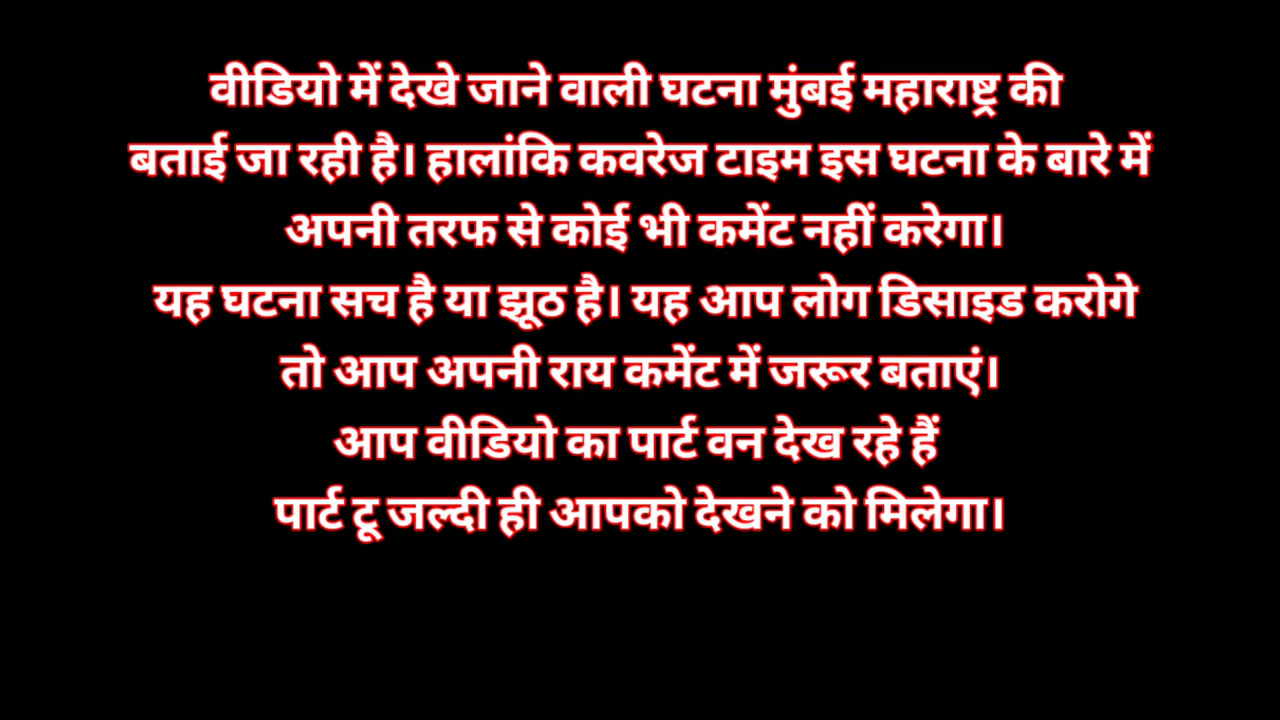 वीडियो में देखे जाने वाली घटना मुंबई महाराष्ट्र की
बताई जा रही है। हालांकि कवरेज टाइम इस घटना के बारे में
अपनी तरफ से कोई भी कमेंट नहीं करेगा।
यह घटना सच है या झूठ है। यह आप लोग डिसाइड करोगे
तो आप अपनी राय कमेंट में जरूर बताएं।
आप वीडियो का पार्ट वन देख रहे हैं
पार्ट टू जल्दी ही आपको देखने को मिलेगा।